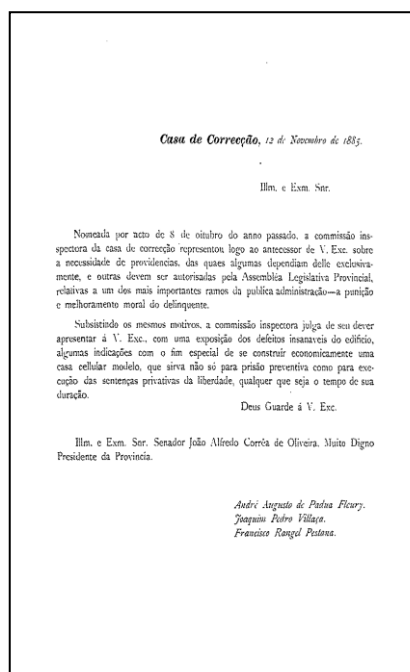 Casa de Correcção, 12 de Novembro de 1885.
Illm. e Exm. Snr.
Nomeada por acto de 8 de oitubro do anno passado, a commissão ins-
pectora da casa de correcção representou logo ao antecessor de V. Exc. sobre
a necessidade de providencias, das quaes algumas dependiam delle exclusiva-
mente, e outras devem ser autorisadas pela Assembléa Legislativa Provincial,
relativas a um dos mais importantes ramos da publica administração—a punição
e melhoramento moral do delinquente.
Subsistindo os mesmos motivos, a commissão inspectora julga de seu dever
apresentar á V. Exc., com uma exposição dos defeitos insanaveis do edificio,
algumas indicações com o fim especial de se construir economicamente uma
casa cellular modelo, que sirva não só para prisão preventiva como para exe-
cução das sentenças privativas da liberdade, qualquer que seja o tempo de sua
duração.
Deus Guarde á V. Exc.
Illm. e Exm. Snr. Senador João Alfredo Corrêa de Oliveira, Muito Digno
Presidente da Provincia.
André Augusto de Padua Fleury.
Joaquim Pedro Villaça.
Francisco Rangel Pestana.